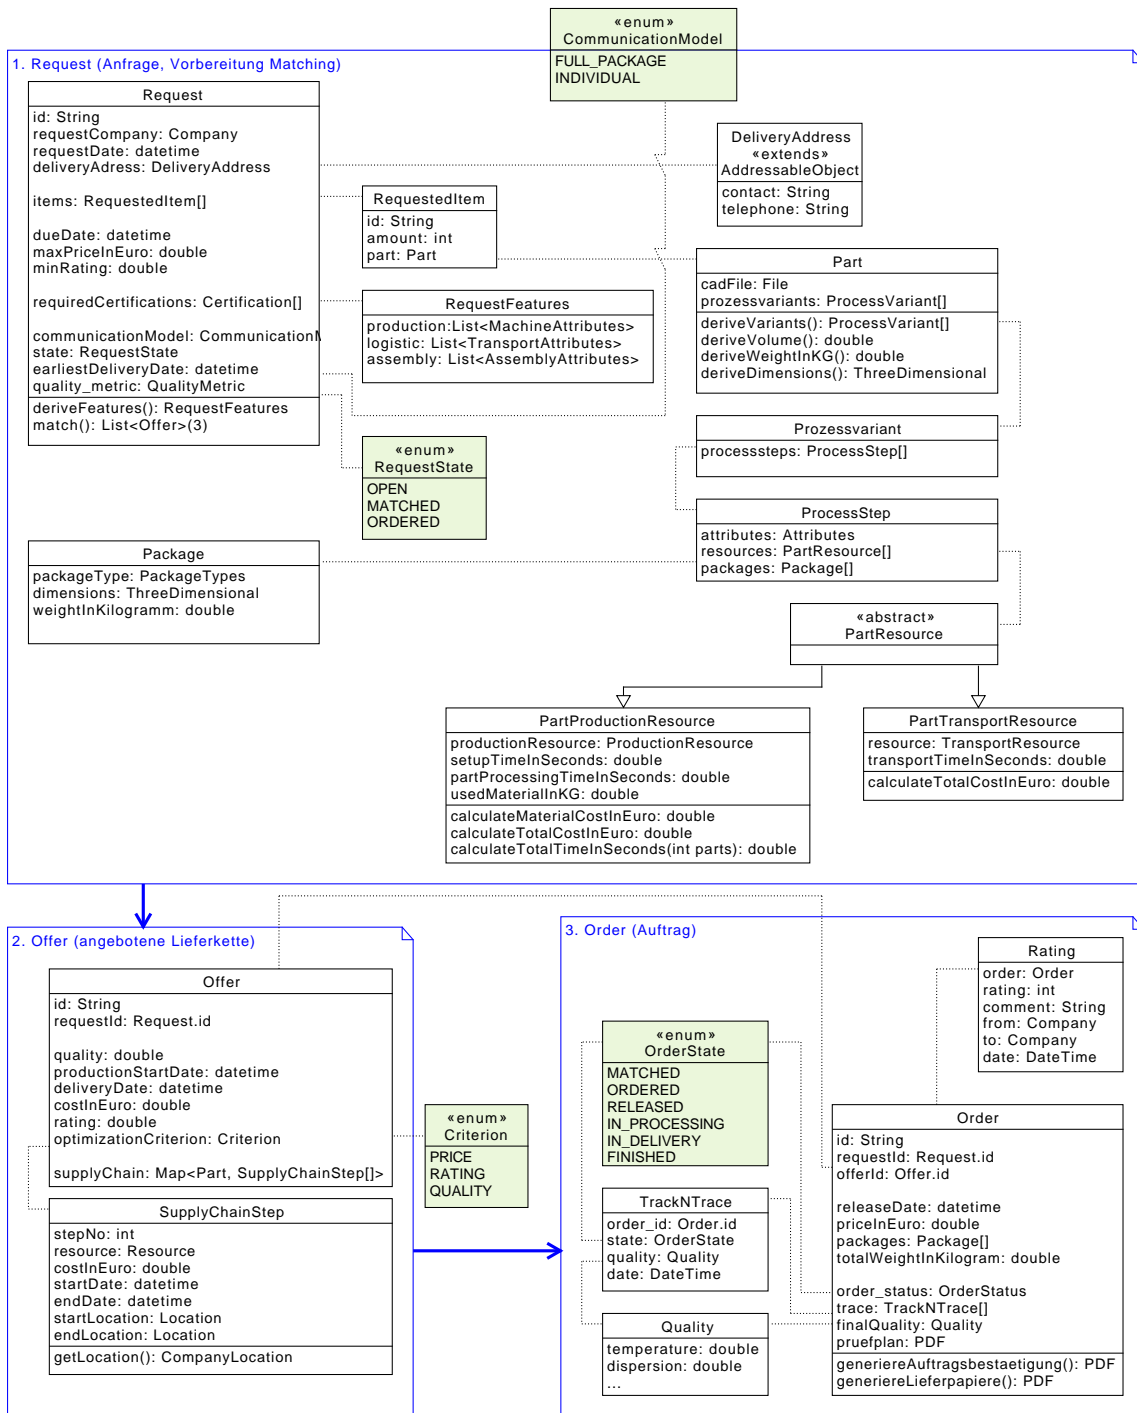 «enum»
CommunicationModel
FULL_PACKAGE
INDIVIDUAL
1. Request (Anfrage, Vorbereitung Matching)
Request
id: String
requestCompany: Company
requestDate: datetime
deliveryAdress: DeliveryAddress
items: RequestedItem[]
dueDate: datetime
maxPriceInEuro: double
minRating: double
requiredCertifications: Certification[]
communicationModel: CommunicationM
state: RequestState
earliestDeliveryDate: datetime
quality_metric: QualityMetric
deriveFeatures(): RequestFeatures
match(): List<Offer>(3)
DeliveryAddress
«extends»
AddressableObject
contact: String
telephone: String
RequestedItem
id: String
amount: int
part: Part
Part
cadFile: File
prozessvariants: ProcessVariant[]
deriveVariants(): ProcessVariant[]
deriveVolume(): double
deriveWeightInKG(): double
deriveDimensions(): ThreeDimensional
RequestFeatures
production:List<MachineAttributes>
logistic: List<TransportAttributes>
assembly: List<AssemblyAttributes>
Prozessvariant
processsteps: ProcessStep[]
«enum»
RequestState
OPEN
MATCHED
ORDERED
ProcessStep
attributes: Attributes
resources: PartResource[]
packages: Package[]
Package
packageType: PackageTypes
dimensions: ThreeDimensional
weightInKilogramm: double
«abstract»
PartResource
PartProductionResource
productionResource: ProductionResource
setupTimeInSeconds: double
partProcessingTimeInSeconds: double
usedMaterialInKG: double
calculateMaterialCostInEuro: double
calculateTotalCostInEuro: double
calculateTotalTimeInSeconds(int parts): double
PartTransportResource
resource: TransportResource
transportTimeInSeconds: double
calculateTotalCostInEuro: double
2. Offer (angebotene Lieferkette)
Offer
id: String
requestId: Request.id
quality: double
productionStartDate: datetime
deliveryDate: datetime
costInEuro: double
rating: double
optimizationCriterion: Criterion
supplyChain: Map<Part, SupplyChainStep[]>
«enum»
Criterion
PRICE
RATING
QUALITY
SupplyChainStep
stepNo: int
resource: Resource
costInEuro: double
startDate: datetime
endDate: datetime
startLocation: Location
endLocation: Location
getLocation(): CompanyLocation
3. Order (Auftrag)
Rating
order: Order
rating: int
comment: String
from: Company
to: Company
date: DateTime
«enum»
OrderState
MATCHED
ORDERED
RELEASED
IN_PROCESSING
IN_DELIVERY
FINISHED
Order
id: String
requestId: Request.id
offerId: Offer.id
releaseDate: datetime
priceInEuro: double
packages: Package[]
totalWeightInKilogram: double
order_status: OrderStatus
trace: TrackNTrace[]
finalQuality: Quality
pruefplan: PDF
generiereAuftragsbestaetigung(): PDF
generiereLieferpapiere(): PDF
TrackNTrace
order_id: Order.id
state: OrderState
quality: Quality
date: DateTime
Quality
temperature: double
dispersion: double
...